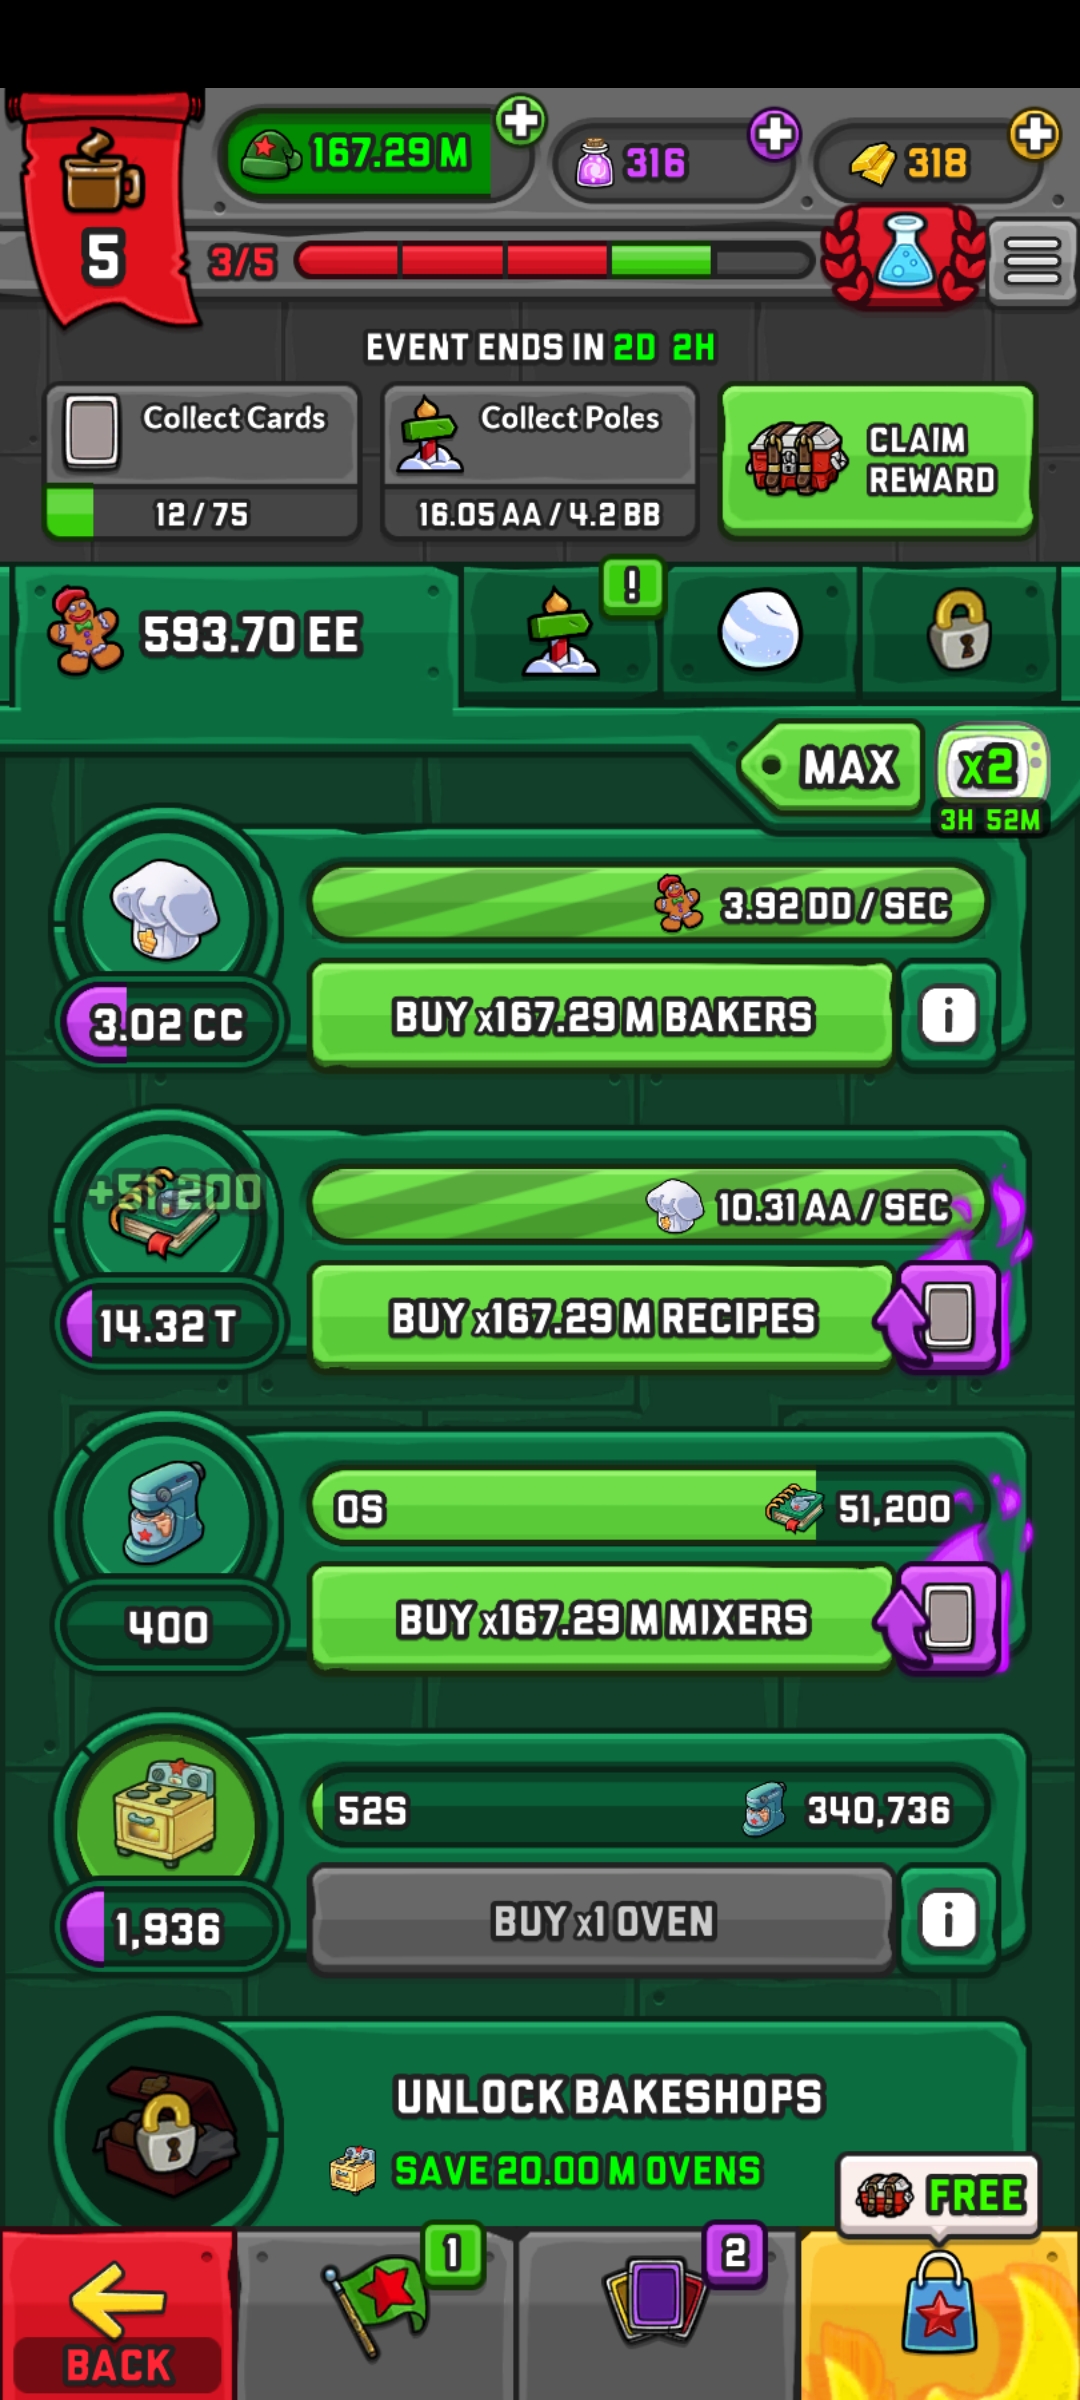 167.29 M
316
318
5
3/5
EVENT ENDS IN 2D 2H
Collect Cards
12 / 75
Collect Poles
16.05 AA / 4.2 BB
CLAIM
REWARD
593.70 EE
!
MAX
x2
3H 52M
3.92 DD / SEC
3.02 CC
BUY x167.29 M BAKERS
i
+51,200
10.31 AA / SEC
14.32 T
BUY x167.29 M RECIPES
0S
51,200
400
BUY x167.29 M MIXERS
52S
340,736
1,936
BUY x1 OVEN
i
UNLOCK BAKESHOPS
SAVE 20.00 M OVENS
FREE
1
2
BACK